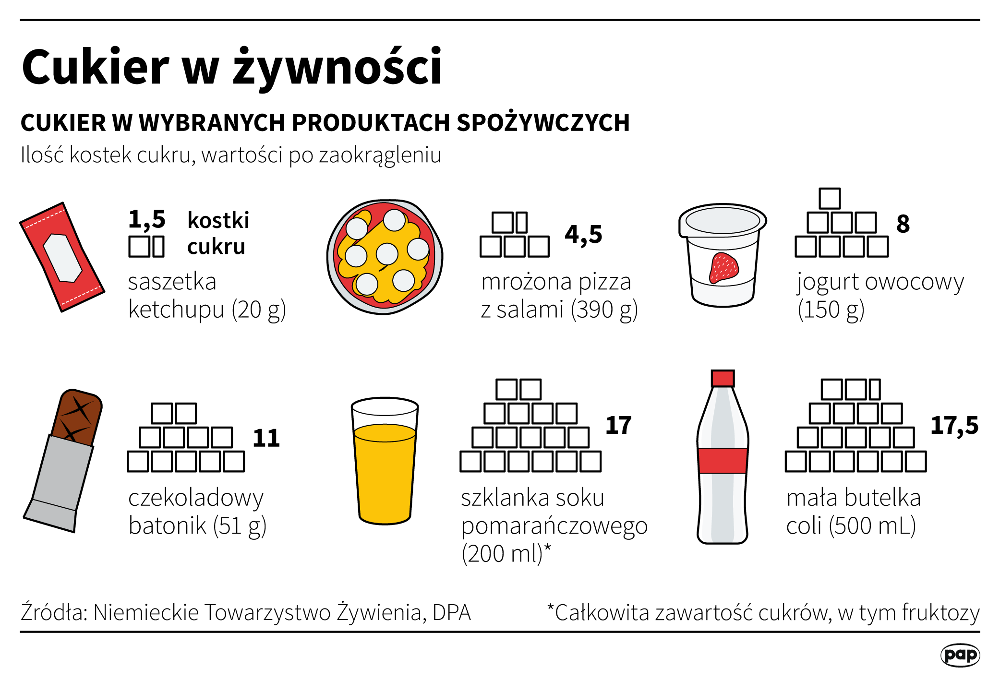 Cukier w żywności
CUKIER W WYBRANYCH PRODUKTACH SPOŻYWCZYCH
Ilość kostek cukru, wartości po zaokrągleniu
1,5 kostki
cukru
saszetka
ketchupu (20 g)
4,5
mrożona pizza
z salami (390 g)
8
jogurt owocowy
(150 g)
11
czekoladowy
batonik (51 g)
17
szklanka soku
pomarańczowego
(200 ml)*
17,5
mała butelka
coli (500 mL)
Źródła: Niemieckie Towarzystwo Żywienia, DPA
*Całkowita zawartość cukrów, w tym fruktozy
pap